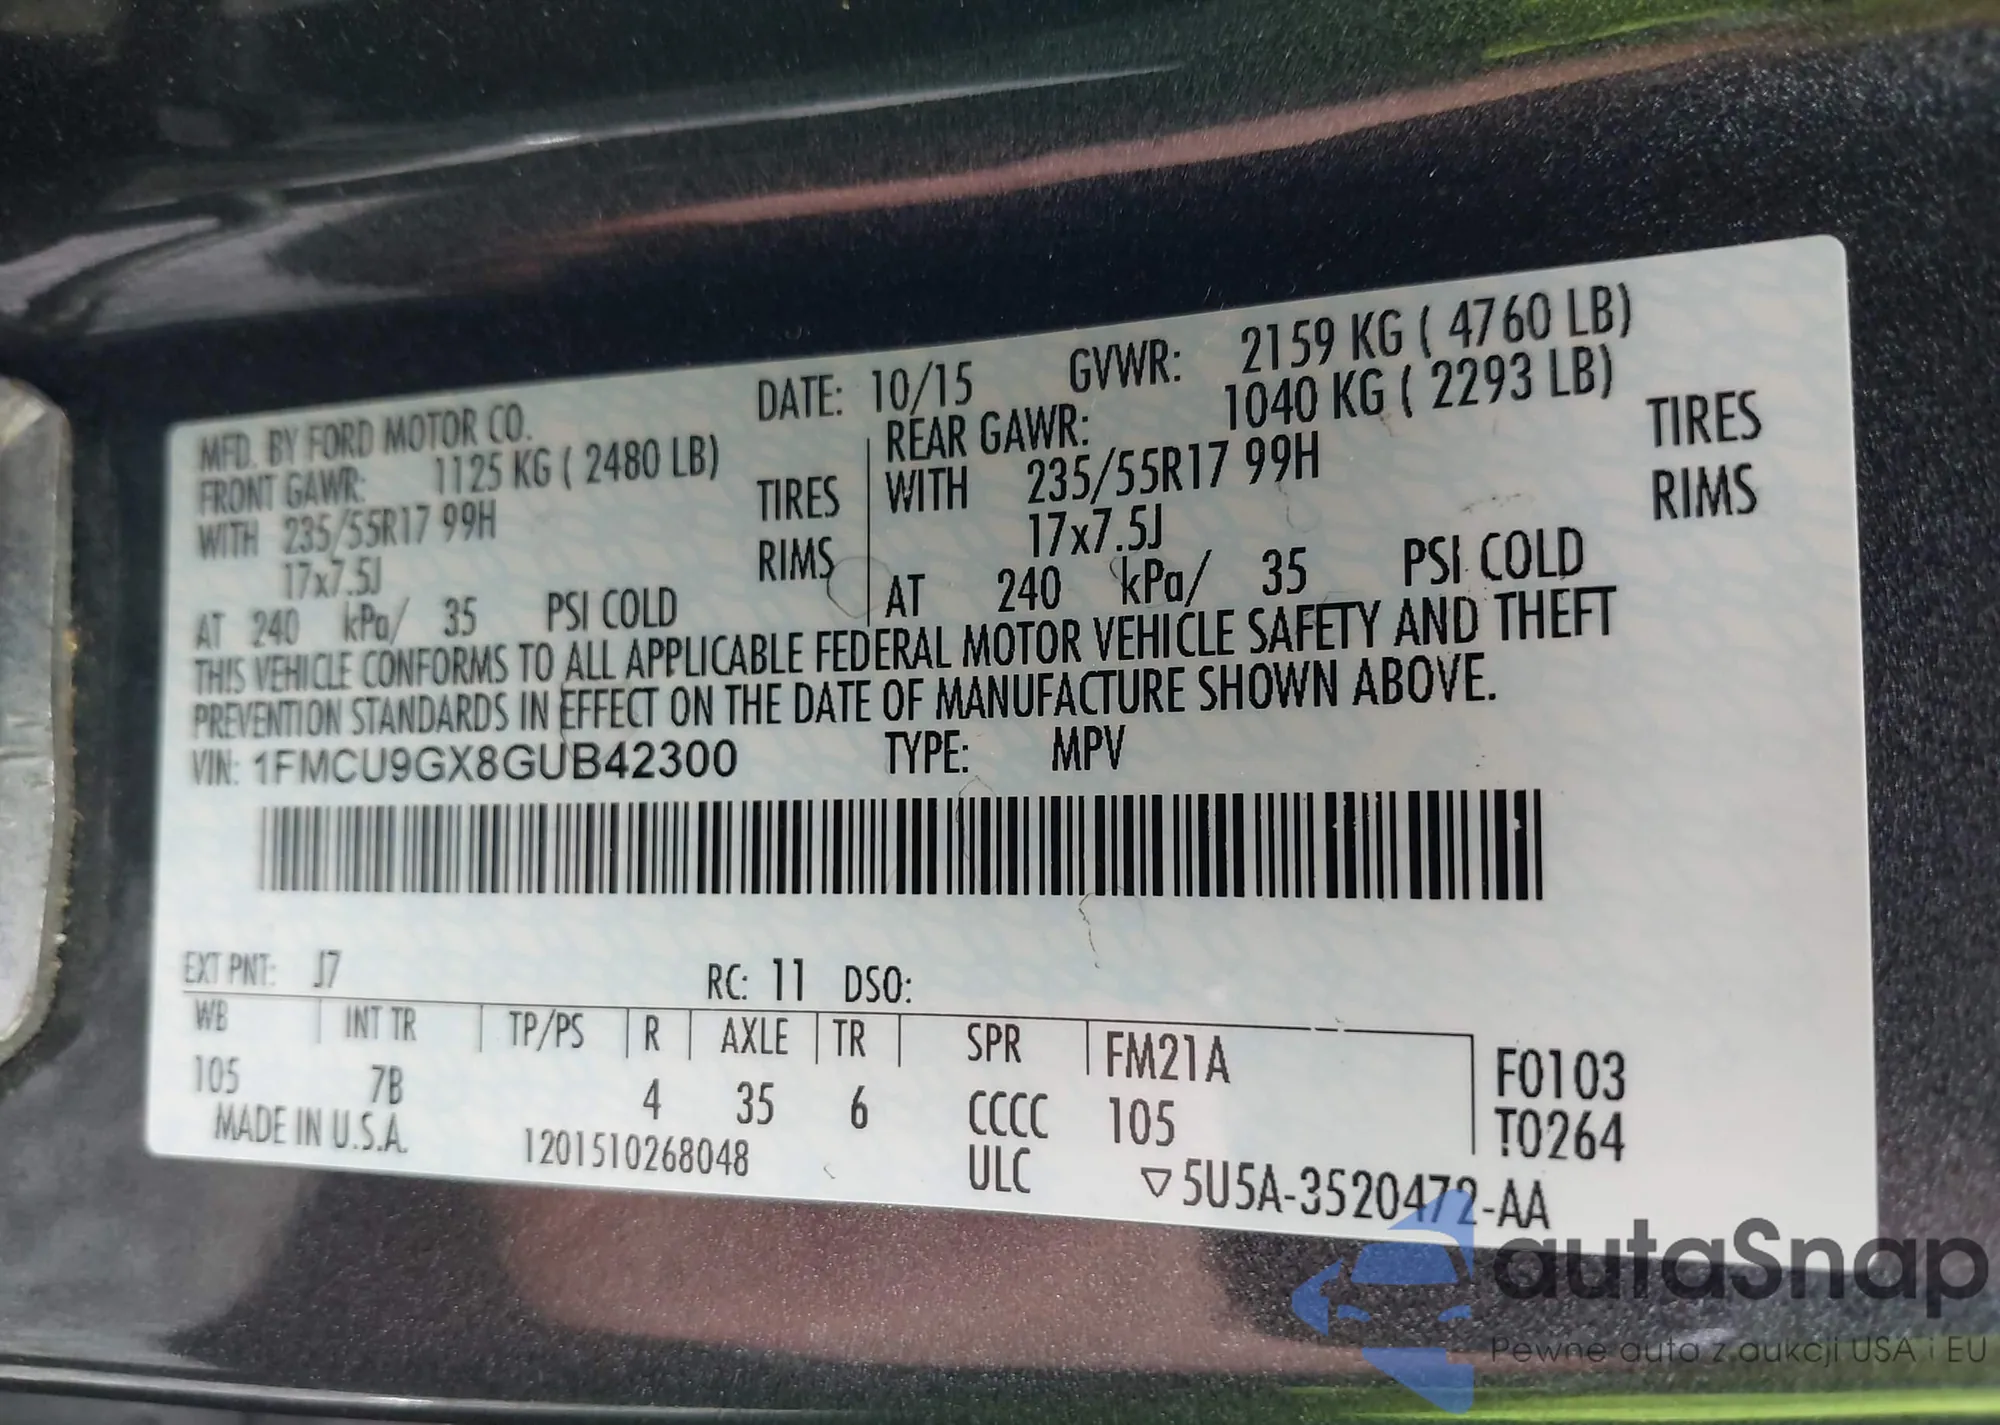 MFD. BY FORD MOTOR CO. DATE: 10/15 GVWR: 2159 KG ( 4760 LB)
FRONT GAWR: 1125 KG ( 2480 LB) REAR GAWR: 1040 KG ( 2293 LB)
WITH 235/55R17 99H TIRES WITH 235/55R17 99H TIRES
17x7.5J RIMS 17x7.5J RIMS
AT 240 kPa/ 35 PSI COLD AT 240 kPa/ 35 PSI COLD
THIS VEHICLE CONFORMS TO ALL APPLICABLE FEDERAL MOTOR VEHICLE SAFETY AND THEFT
PREVENTION STANDARDS IN EFFECT ON THE DATE OF MANUFACTURE SHOWN ABOVE.
VIN: 1FMCU9GX8GUB42300 TYPE: MPV
EXT PNT: J7 RC: 11 DSO:
WB INT TR TP/PS R AXLE TR SPR FM21A F0103
105 7B 4 35 6 CCCC 105 T0264
MADE IN U.S.A. 1201510268048 ULC ▽5U5A-3520472-AA
autaSnap
Pewne auta z aukcji USA i EU